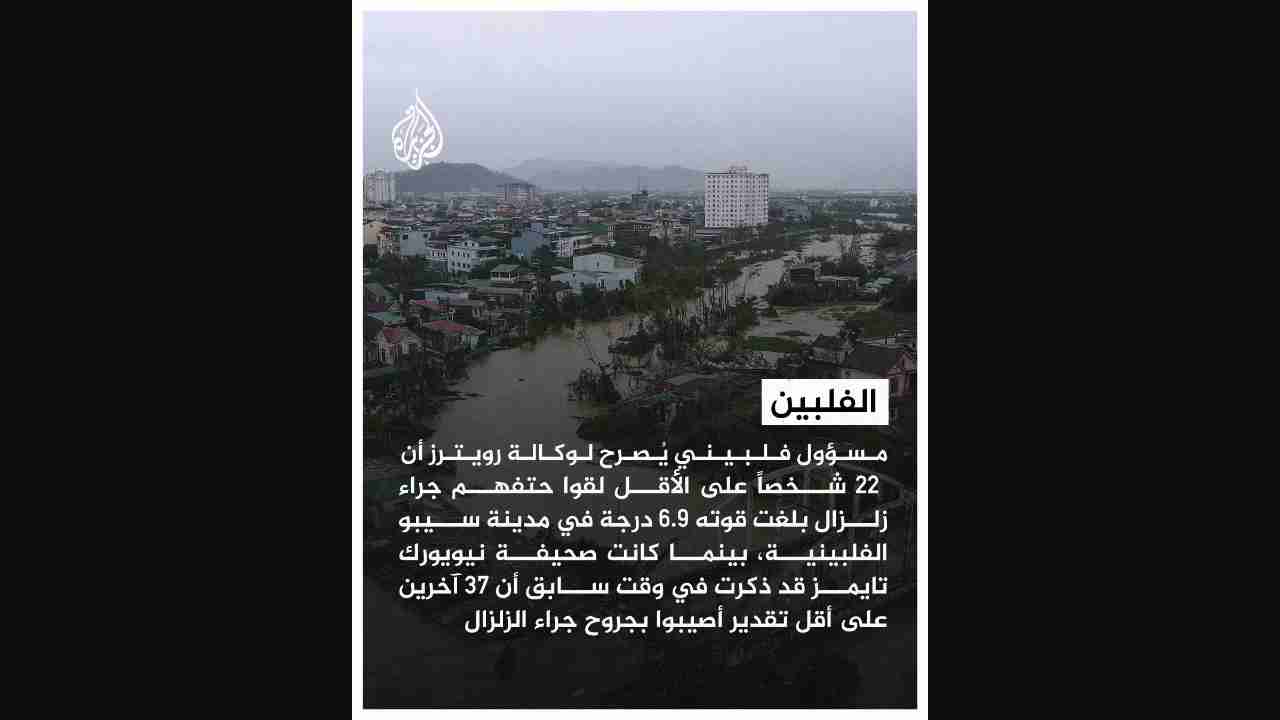 الجزيرة
الفلبين
مسؤول فلبيني يُصرح لوكالة رويترز أن
22 شخصاً على الأقل لقوا حتفهم جراء
زلزال بلغت قوته 6.9 درجة في مدينة سيبو
الفلبينية، بينما كانت صحيفة نيويورك
تايمز قد ذكرت في وقت سابق أن 37 آخرين
على أقل تقدير أصيبوا بجروح جراء الزلزال